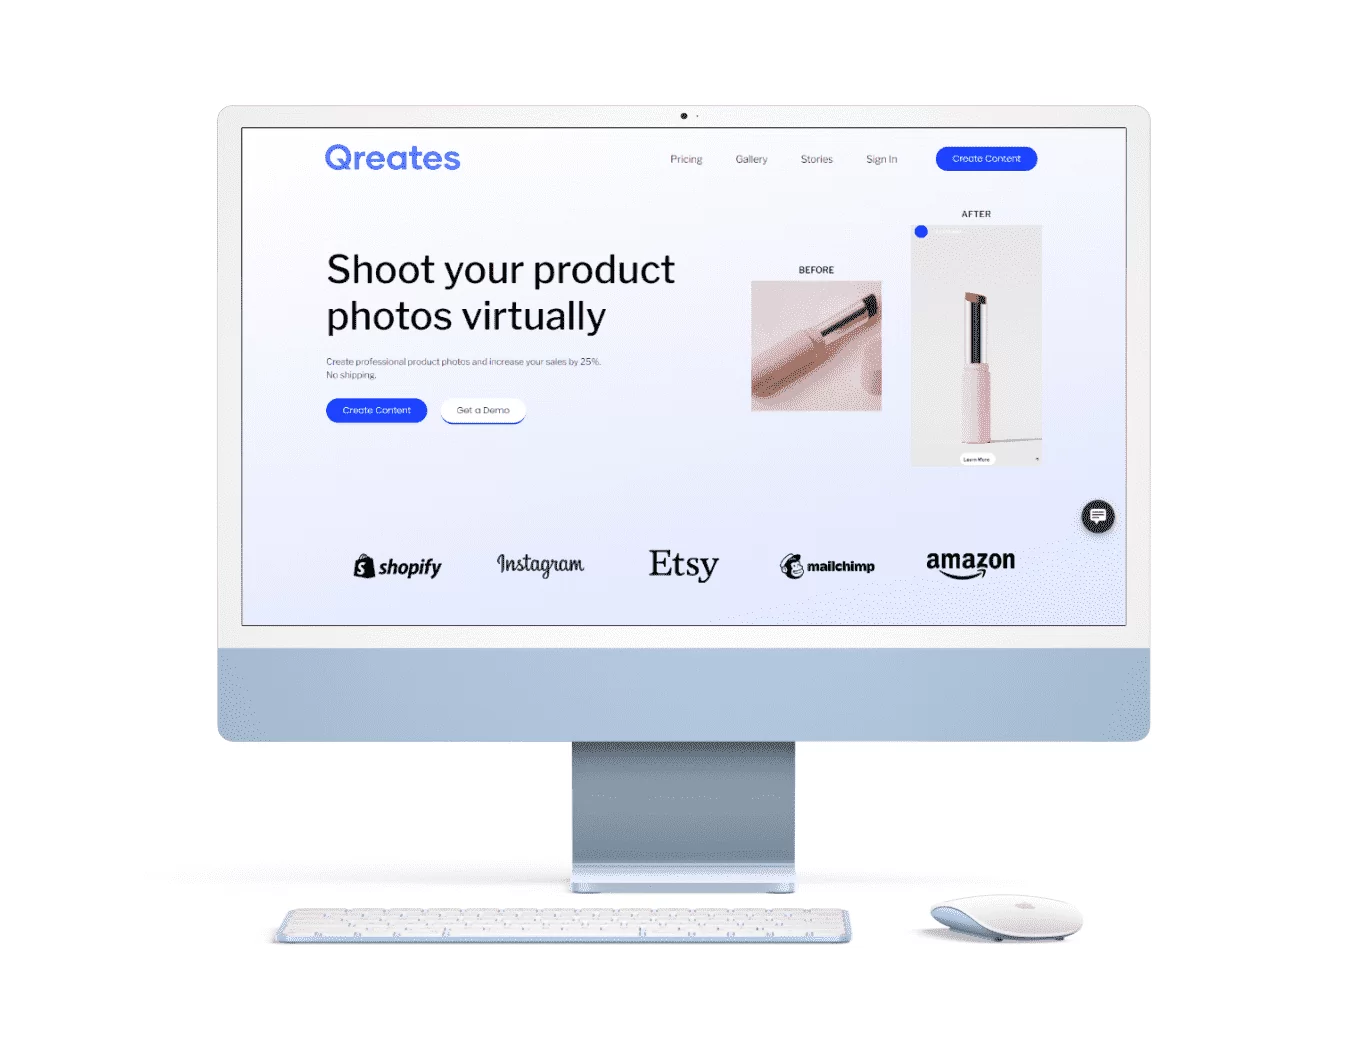 Qreates
Pricing
Gallery
Stories
Sign In
Create Content
AFTER
BEFORE
Shoot your product
photos virtually
Create professional product photos and increase your sales by 25%.
No shipping.
Create Content
Get a Demo
Learn More
shopify
Instagram
Etsy
mailchimp
amazon